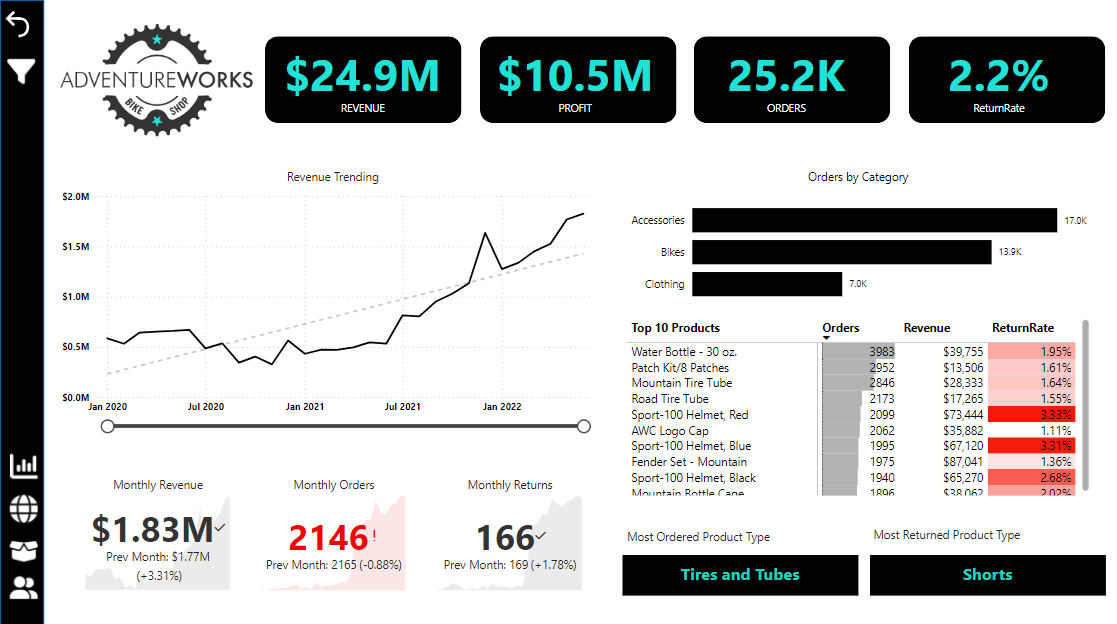 ADVENTUREWORKS
BIKE SHOP
$24.9M
REVENUE
$10.5M
PROFIT
25.2K
ORDERS
2.2%
ReturnRate
Revenue Trending
$2.0M
$1.5M
$1.0M
$0.5M
$0.0M
Jan 2020 Jul 2020 Jan 2021 Jul 2021 Jan 2022
Orders by Category
Accessories 17.0K
Bikes 13.9K
Clothing 7.0K
Top 10 Products Orders Revenue ReturnRate
Water Bottle - 30 oz. 3983 $39,755 1.95%
Patch Kit/8 Patches 2952 $13,506 1.61%
Mountain Tire Tube 2846 $28,333 1.64%
Road Tire Tube 2173 $17,265 1.55%
Sport-100 Helmet, Red 2099 $73,444 3.33%
AWC Logo Cap 2062 $35,882 1.11%
Sport-100 Helmet, Blue 1995 $67,120 3.31%
Fender Set - Mountain 1975 $87,041 1.36%
Sport-100 Helmet, Black 1940 $65,270 2.68%
Mountain Bottle Cage 1896 $38,062 2.02%
Monthly Revenue
$1.83M
Prev Month: $1.77M
(+3.31%)
Monthly Orders
2146!
Prev Month: 2165 (-0.88%)
Monthly Returns
166
Prev Month: 169 (+1.78%)
Most Ordered Product Type
Tires and Tubes
Most Returned Product Type
Shorts